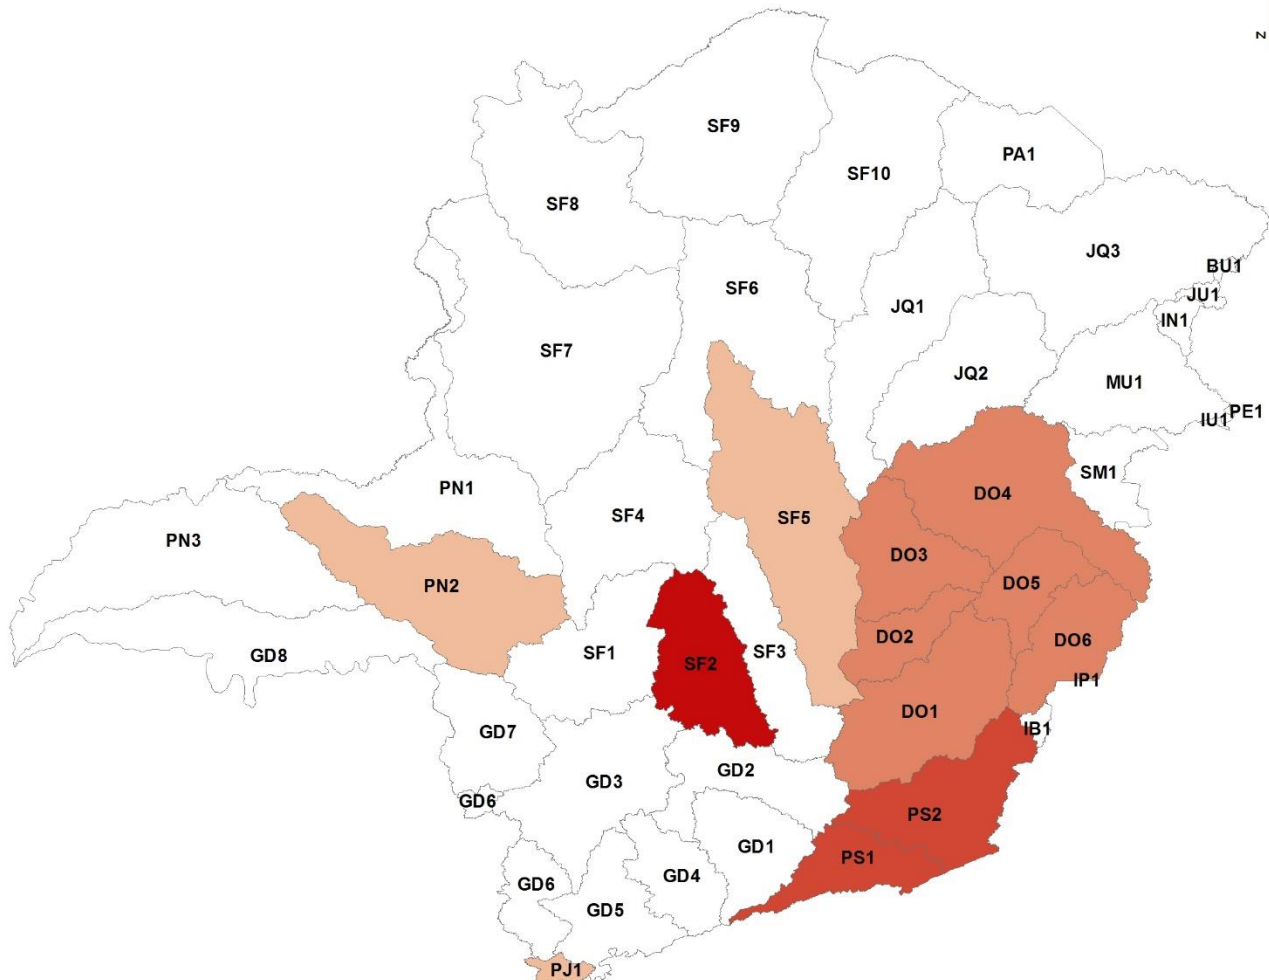 N
SF9
PA1
SF10
SF8
JQ3
BU1
SF6
JU1
JQ1
IN1
SF7
JQ2
MU1
PE1
IU1
SM1
PN1
DO4
SF4
SF5
PN3
DO3
DO5
PN2
DO2
DO6
SF1
SF3
GD8
SF2
IP1
DO1
IB1
GD7
GD2
GD3
GD6
PS2
GD1
PS1
GD4
GD6
GD5
PJ1